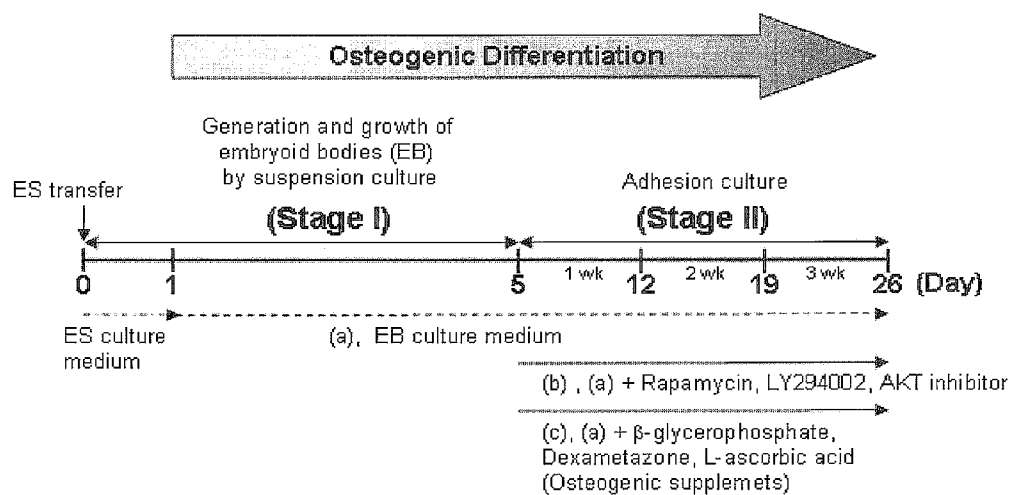 Osteogenic Differentiation
Generation and growth of
embryoid bodies (EB)
by suspension culture
ES transfer
Adhesion culture
(Stage I)
(Stage II)
1 wk
2 wk
3 wk
0
1
5
12
19
26
(Day)
ES culture
medium
(a), EB culture medium
(b) , (a) + Rapamycin, LY294002, AKT inhibitor
(c), (a) + β-glycerophosphate,
Dexametazone, L-ascorbic acid
(Osteogenic supplemets)